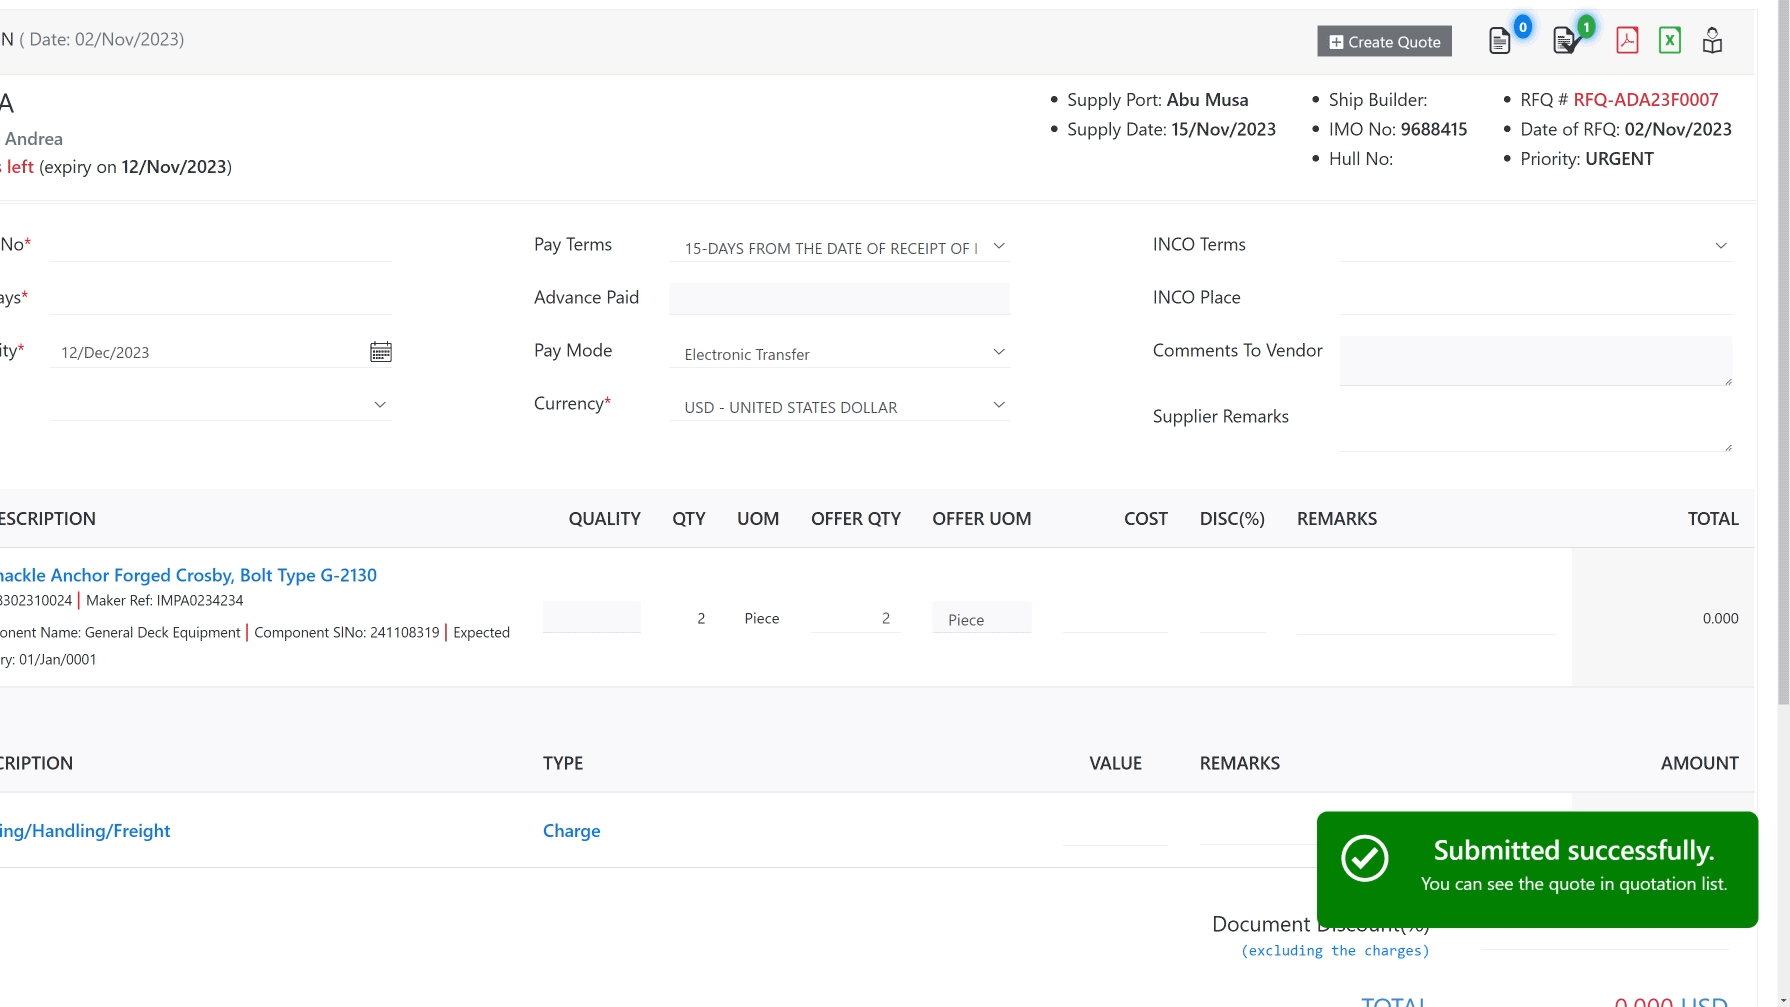 N ( Date: 02/Nov/2023)
Create Quote
0
1
A
Andrea
s left (expiry on 12/Nov/2023)
Supply Port: Abu Musa
Supply Date: 15/Nov/2023
Ship Builder:
IMO No: 9688415
Hull No:
RFQ # RFQ-ADA23F0007
Date of RFQ: 02/Nov/2023
Priority: URGENT
No*
ays*
ity* 12/Dec/2023
Pay Terms 15-DAYS FROM THE DATE OF RECEIPT OF
Advance Paid
Pay Mode Electronic Transfer
Currency* USD - UNITED STATES DOLLAR
INCO Terms
INCO Place
Comments To Vendor
Supplier Remarks
ESCRIPTION QUALITY QTY UOM OFFER QTY OFFER UOM COST DISC(%) REMARKS TOTAL
hackle Anchor Forged Crosby, Bolt Type G-2130
8302310024 | Maker Ref: IMPA0234234
2 Piece 2 Piece 0.000
onent Name: General Deck Equipment | Component SlNo: 241108319 | Expected
ry: 01/Jan/0001
CRIPTION TYPE VALUE REMARKS AMOUNT
ing/Handling/Freight Charge
Submitted successfully.
You can see the quote in quotation list.
Document Discount(%)
(excluding the charges)
TOTAL 0.000 USD